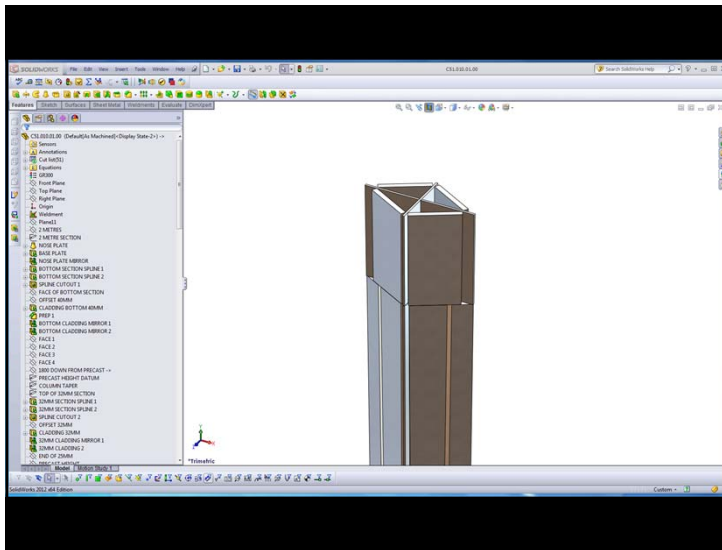 SOLIDWORKS File Edit View Insert Tools Window Help CS1.010.01.00 Search SolidWorks Help
Features Sketch Surfaces Sheet Metal Weldments Evaluate DimXpert
CS1.010.01.00 (Default(As Machined)<Display State-2>) ->
Sensors
Annotations
Cut list(51)
Equations
GR300
Front Plane
Top Plane
Right Plane
Origin
Weldment
Plane11
2 METRES
2 METRE SECTION
NOSE PLATE
BASE PLATE
NOSE PLATE MIRROR
BOTTOM SECTION SPLINE 1
BOTTOM SECTION SPLINE 2
SPLINE CUTOUT 1
FACE OF BOTTOM SECTION
OFFSET 40MM
CLADDING BOTTOM 40MM
PREP 1
BOTTOM CLADDING MIRROR 1
BOTTOM CLADDING MIRROR 2
FACE 1
FACE 2
FACE 3
FACE 4
1800 DOWN FROM PRECAST ->
PRECAST HEIGHT DATUM
COLUMN TAPER
TOP OF 32MM SECTION
32MM SECTION SPLINE 1
32MM SECTION SPLINE 2
SPLINE CUTOUT 2
OFFSET 32MM
CLADDING 32MM
32MM CLADDING MIRROR 1
32MM CLADDING 2
END OF 25MM
PRECAST HEIGHT
*Trimetric
Model Motion Study 1
SolidWorks 2012 x64 Edition Custom